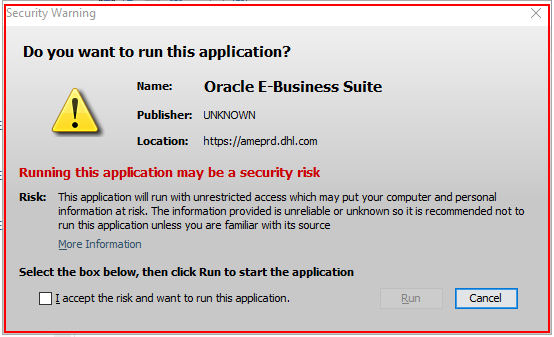 Security Warning
Do you want to run this application?
Name: Oracle E-Business Suite
Publisher: UNKNOWN
Location: https://ameprd.dhl.com
Running this application may be a security risk
Risk: This application will run with unrestricted access which may put your computer and personal
information at risk. The information provided is unreliable or unknown so it is recommended not to
run this application unless you are familiar with its source
More Information
Select the box below, then click Run to start the application
I accept the risk and want to run this application. Run Cancel